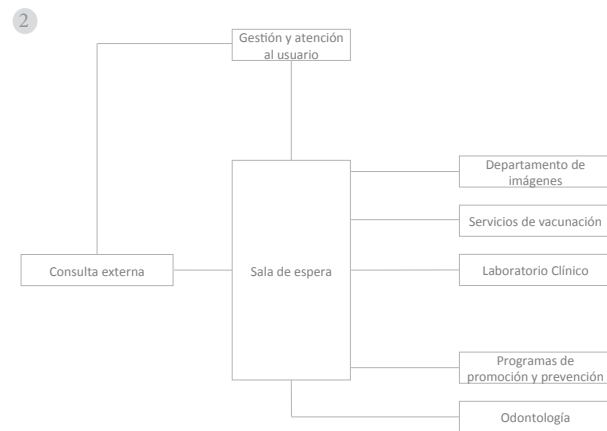 2
Gestión y atención
al usuario
Departamento de
imágenes
Servicios de vacunación
Consulta externa
Sala de espera
Laboratorio Clínico
Programas de
promoción y prevención
Odontología